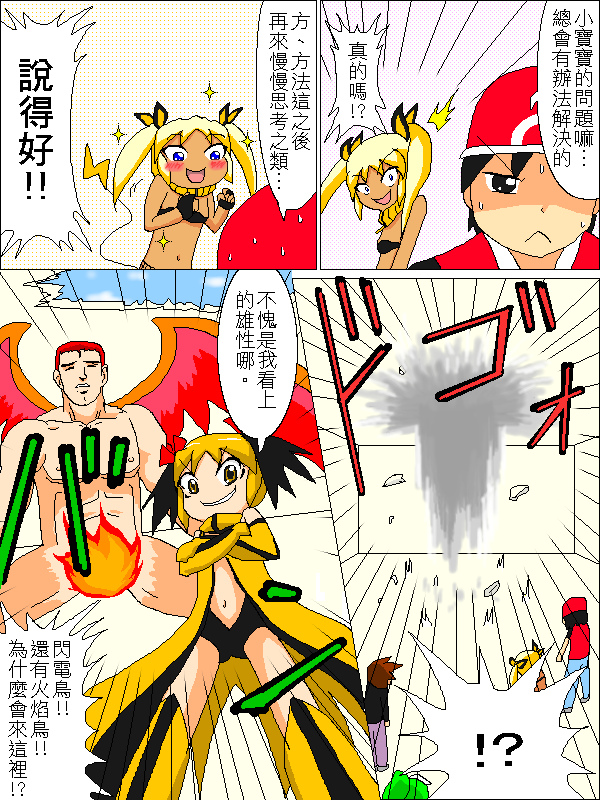 小寶寶的問題嘛…
總會有辦法解決的
真的嗎!?
方、方法這之後
再來慢慢思考之類…
說得好!!
ドゴォ
!?
不愧是我看上
的雄性哪。
バーン
閃電鳥!!
還有火焰鳥!!
為什麼會來這裡!?